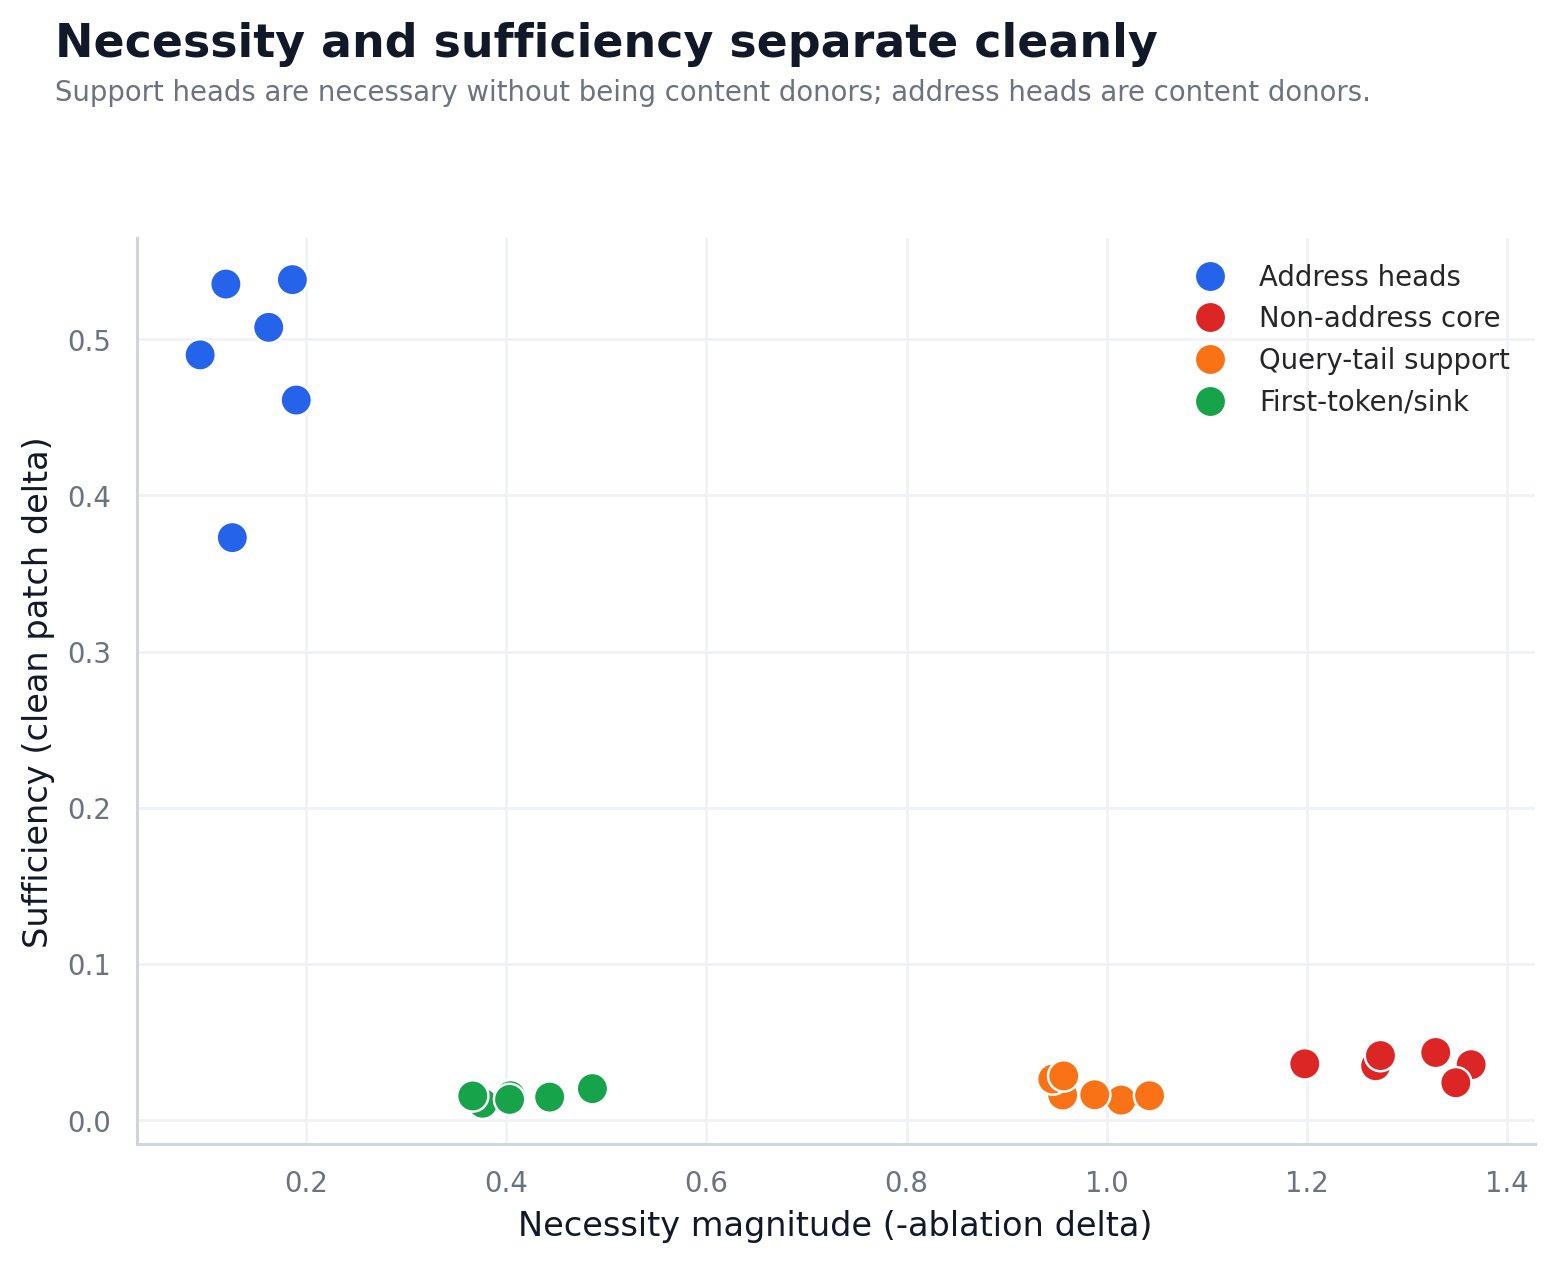 Necessity and sufficiency separate cleanly
Support heads are necessary without being content donors; address heads are content donors.
Address heads
Non-address core
Query-tail support
First-token/sink
Sufficiency (clean patch delta)
0.5
0.4
0.3
0.2
0.1
0.0
0.2 0.4 0.6 0.8 1.0 1.2 1.4
Necessity magnitude (-ablation delta)